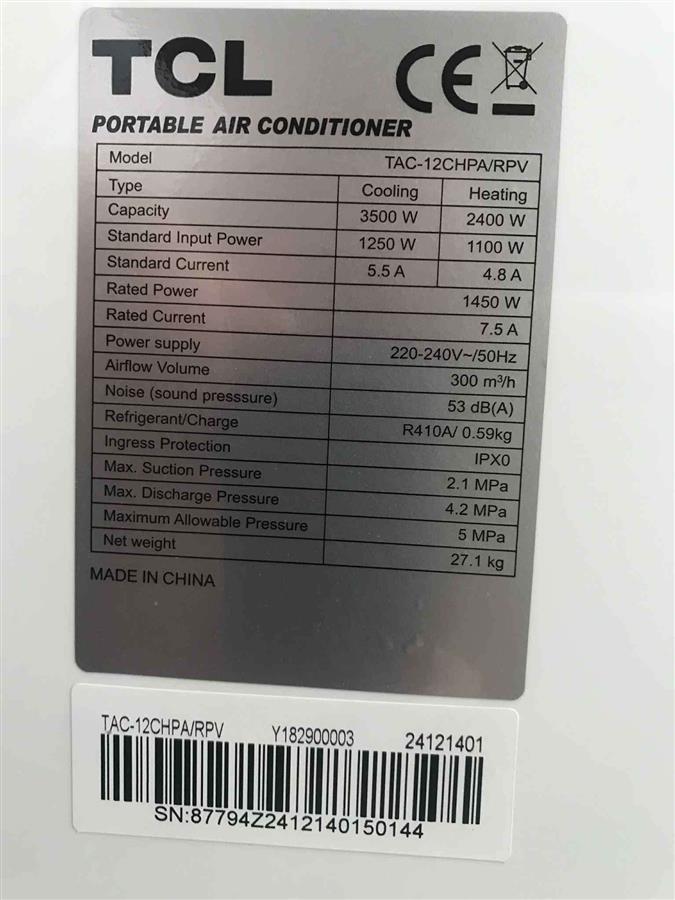 TCL CE
PORTABLE AIR CONDITIONER
Model TAC-12CHPA/RPV
Type Cooling Heating
Capacity 3500 W 2400 W
Standard Input Power 1250 W 1100 W
Standard Current 5.5 A 4.8 A
Rated Power 1450 W
Rated Current 7.5 A
Power supply 220-240V~/50Hz
Airflow Volume 300 m³/h
Noise (sound presssure) 53 dB(A)
Refrigerant/Charge R410A/ 0.59kg
Ingress Protection IPX0
Max. Suction Pressure 2.1 MPa
Max. Discharge Pressure 4.2 MPa
Maximum Allowable Pressure 5 MPa
Net weight 27.1 kg
MADE IN CHINA
TAC-12CHPA/RPV Y182900003 24121401
SN:87794Z2412140150144